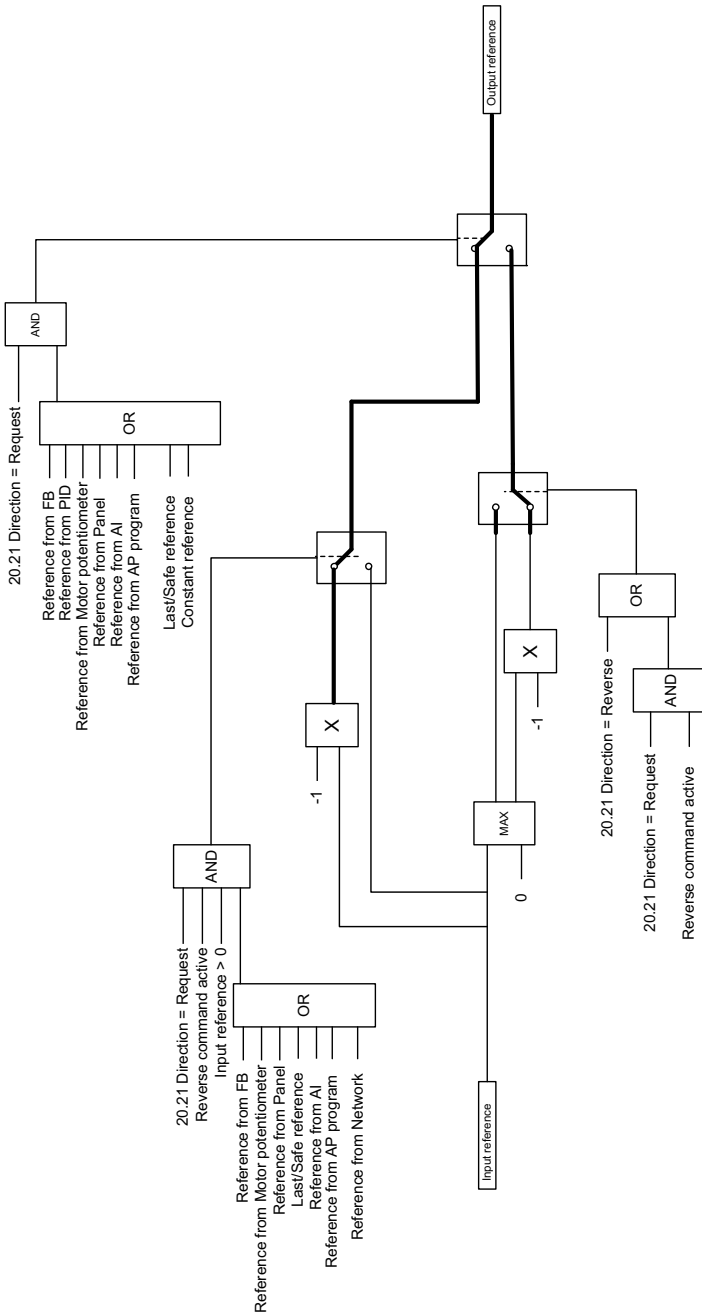 20.21 Direction = Request
AND
Reference from FB
Reference from PID
Reference from Motor potentiometer
Reference from Panel
Reference from AI
Reference from AP program
Last/Safe reference
Constant reference
OR
Output reference
20.21 Direction = Request
Reverse command active
Input reference > 0
AND
Reference from FB
Reference from Motor potentiometer
Reference from Panel
Last/Safe reference
Reference from AI
Reference from AP program
Reference from Network
OR
-1
X
Input reference
MAX
0
-1
X
20.21 Direction = Reverse
OR
20.21 Direction = Request
Reverse command active
AND